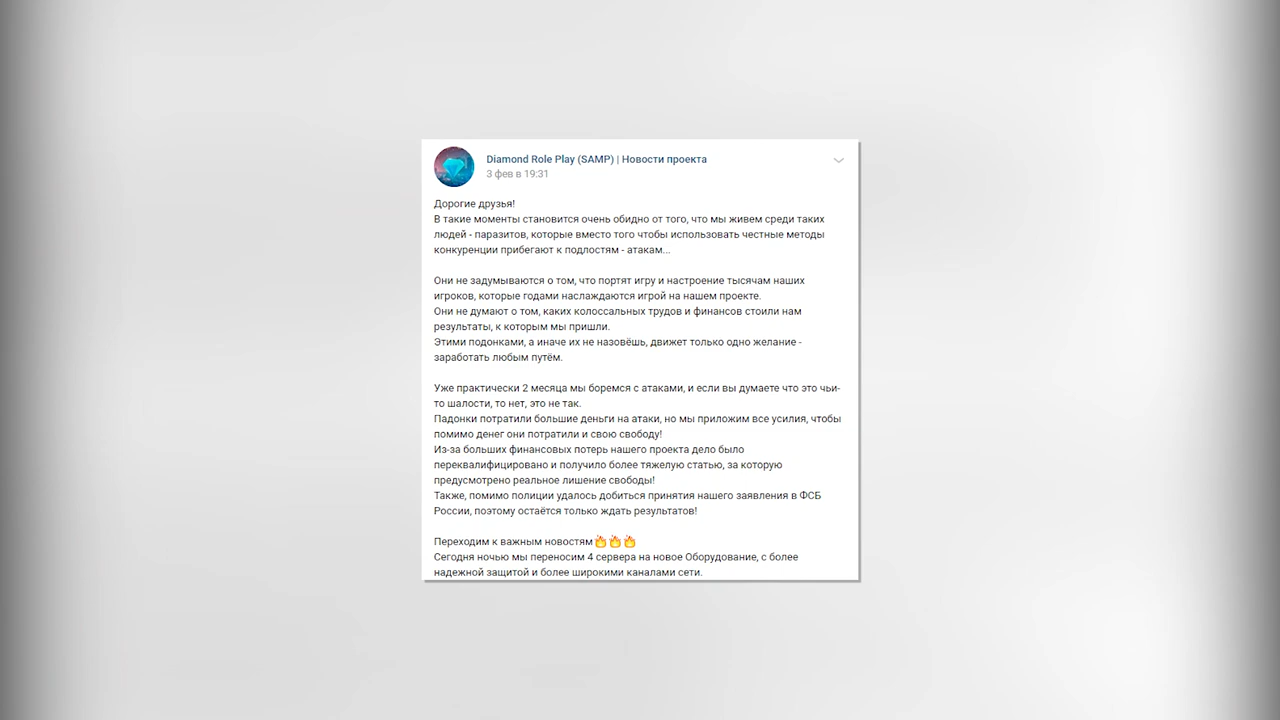 Diamond Role Play (SAMP) | Новости проекта
3 фев в 19:31
Дорогие друзья!
В такие моменты становится очень обидно от того, что мы живем среди таких
людей - паразитов, которые вместо того чтобы использовать честные методы
конкуренции прибегают к подлостям - атакам...
Они не задумываются о том, что портят игру и настроение тысячам наших
игроков, которые годами наслаждаются игрой на нашем проекте.
Они не думают о том, каких колоссальных трудов и финансов стоили нам
результаты, к которым мы пришли.
Этими подонками, а иначе их не назовёшь, движет только одно желание -
заработать любым путём.
Уже практически 2 месяца мы боремся с атаками, и если вы думаете что это чьи-
то шалости, то нет, это не так.
Падонки потратили большие деньги на атаки, но мы приложим все усилия, чтобы
помимо денег они потратили и свою свободу!
Из-за больших финансовых потерь нашего проекта дело было
переквалифицировано и получило более тяжелую статью, за которую
предусмотрено реальное лишение свободы!
Также, помимо полиции удалось добиться принятия нашего заявления в ФСБ
России, поэтому остаётся только ждать результатов!
Переходим к важным новостям🔥🔥🔥
Сегодня ночью мы переносим 4 сервера на новое Оборудование, с более
надежной защитой и более широкими каналами сети.